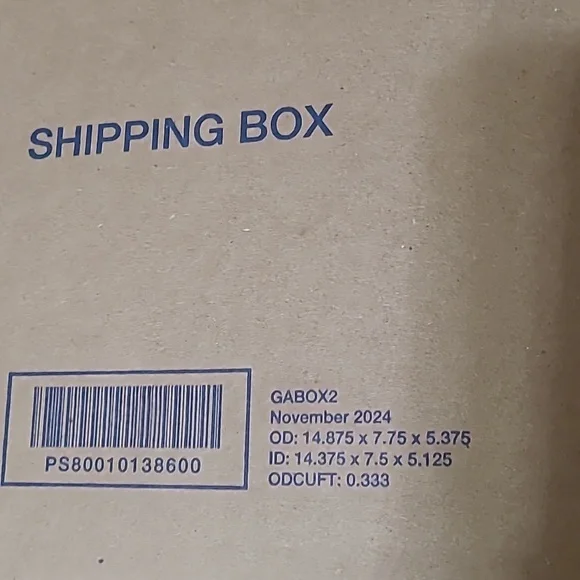 SHIPPING BOX
PS80010138600
GABOX2
November 2024
OD: 14.875 x 7.75 x 5.375
ID: 14.375 x 7.5 x 5.125
ODCUFT: 0.333